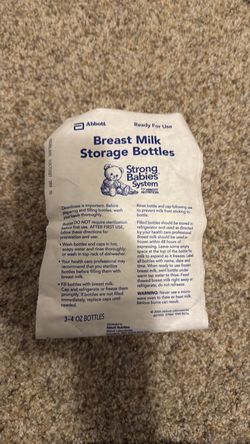 Abbott
Ready For Use
Breast Milk
Storage Bottles
Strong
Babies
System
Cleanliness is important. Before
preparing and filling bottles, wash
your hands thoroughly.
Bottles DO NOT require sterilization
before first use. AFTER FIRST USE,
follow these directions for
preparation and use.
• Wash bottles and caps in hot,
soapy water and rinse thoroughly
or wash in top rack of dishwasher.
• Your health care professional may
recommend that you sterilize
bottles before filling them with
breast milk.
• Fill bottles with breast milk.
Cap and refrigerate or freeze them
promptly. If bottles are not filled
immediately, replace caps until
needed.
Rinse bottle and cap following use
to prevent milk from sticking to
bottle.
Filled bottles should be stored in
refrigerator and used as directed
by your health care professional.
Breast milk should be used or
frozen within 48 hours of
expressing. Leave some empty
space at the top of the bottle for
milk to expand as it freezes. Label
all bottles with name, date and
time. When ready to use frozen
breast milk, swirl bottle under
warm tap water to thaw. Feed
thawed breast milk right away or
refrigerate; do not refreeze.
WARNING: Never use a micro-
wave oven to thaw or heat milk.
Serious burns can result.
3-4 OZ BOTTLES